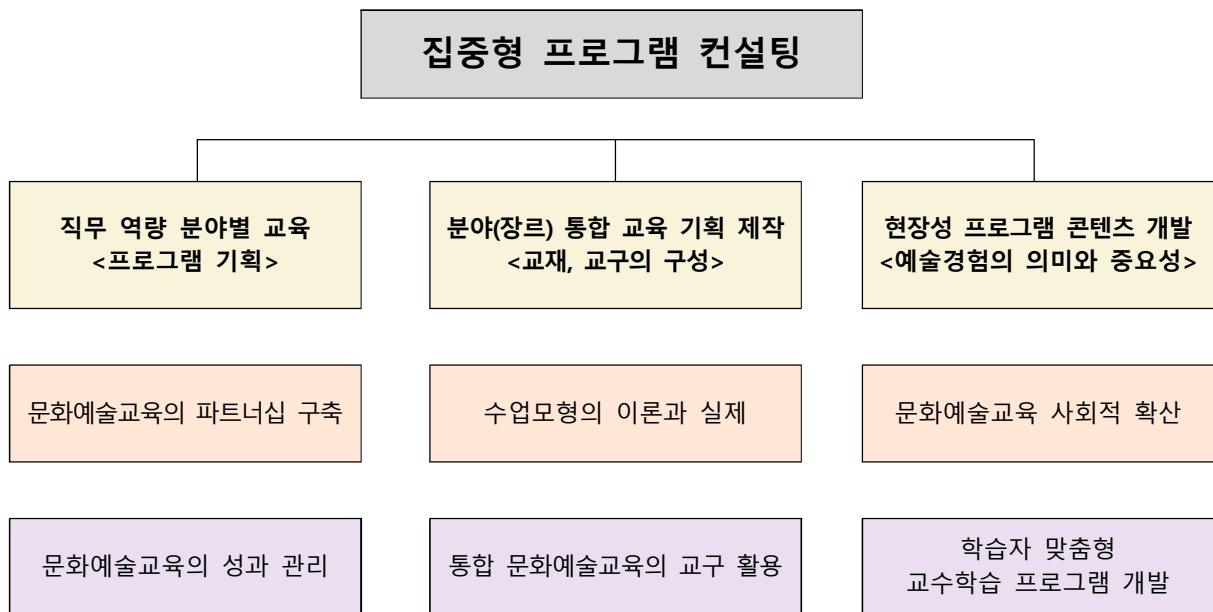 집중형 프로그램 컨설팅
직무 역량 분야별 교육
<프로그램 기획>
분야(장르) 통합 교육 기획 제작
<교재, 교구의 구성>
현장성 프로그램 콘텐츠 개발
<예술경험의 의미와 중요성>
문화예술교육의 파트너십 구축
수업모형의 이론과 실제
문화예술교육 사회적 확산
문화예술교육의 성과 관리
통합 문화예술교육의 교구 활용
학습자 맞춤형
교수학습 프로그램 개발